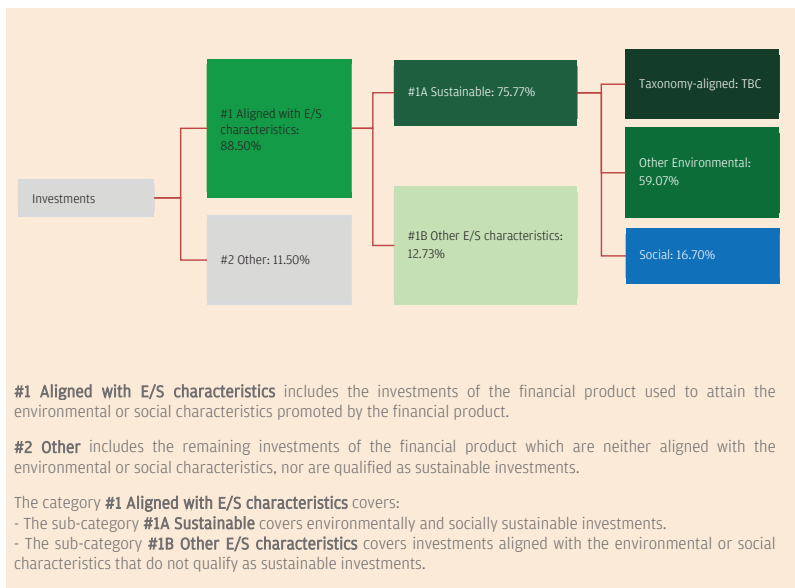 Investments
#1 Aligned with E/S
characteristics:
88.50%
#2 Other: 11.50%
#1A Sustainable: 75.77%
#1B Other E/S characteristics:
12.73%
Taxonomy-aligned: TBC
Other Environmental:
59.07%
Social: 16.70%
#1 Aligned with E/S characteristics includes the investments of the financial product used to attain the
environmental or social characteristics promoted by the financial product.
#2 Other includes the remaining investments of the financial product which are neither aligned with the
environmental or social characteristics, nor are qualified as sustainable investments.
The category #1 Aligned with E/S characteristics covers:
- The sub-category #1A Sustainable covers environmentally and socially sustainable investments.
- The sub-category #1B Other E/S characteristics covers investments aligned with the environmental or social
characteristics that do not qualify as sustainable investments.